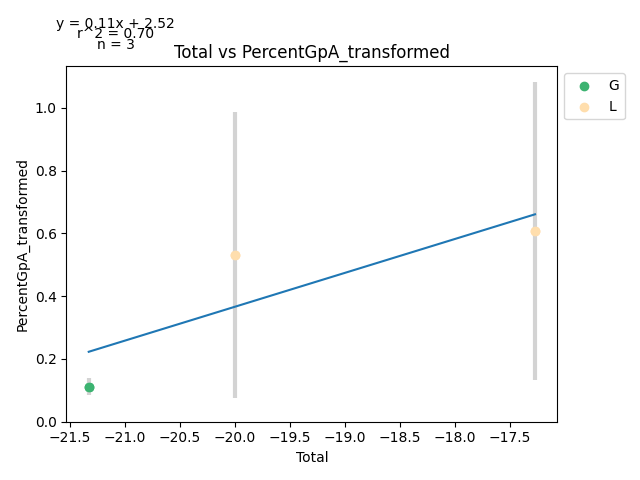 y = 0.11x + 2.52
r^2 = 0.70
n = 3
Total vs PercentGpA_transformed
G
L
PercentGpA_transformed
1.0
0.8
0.6
0.4
0.2
0.0
−21.5 −21.0 −20.5 −20.0 −19.5 −19.0 −18.5 −18.0 −17.5
Total